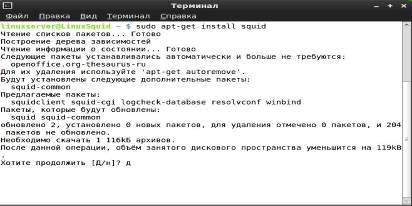 Терминал
Файл Правка Вид Терминал Справка
linuxserver@LinuxSquid ~ $ sudo apt-get install squid
Чтение списков пакетов... Готово
Построение дерева зависимостей
Чтение информации о состоянии... Готово
Следующие пакеты устанавливались автоматически и больше не требуются:
openoffice.org-thesaurus-ru
Для их удаления используйте 'apt-get autoremove'.
Будут установлены следующие дополнительные пакеты:
squid-common
Предлагаемые пакеты:
squidclient squid-cgi logcheck-database resolvconf winbind
Пакеты, которые будут обновлены:
squid squid-common
обновлено 2, установлено 0 новых пакетов, для удаления отмечено 0 пакетов, и 204
пакетов не обновлено.
Необходимо скачать 1 116kБ архивов.
После данной операции, объём занятого дискового пространства уменьшится на 119kB
.
Хотите продолжить [Д/н]? д